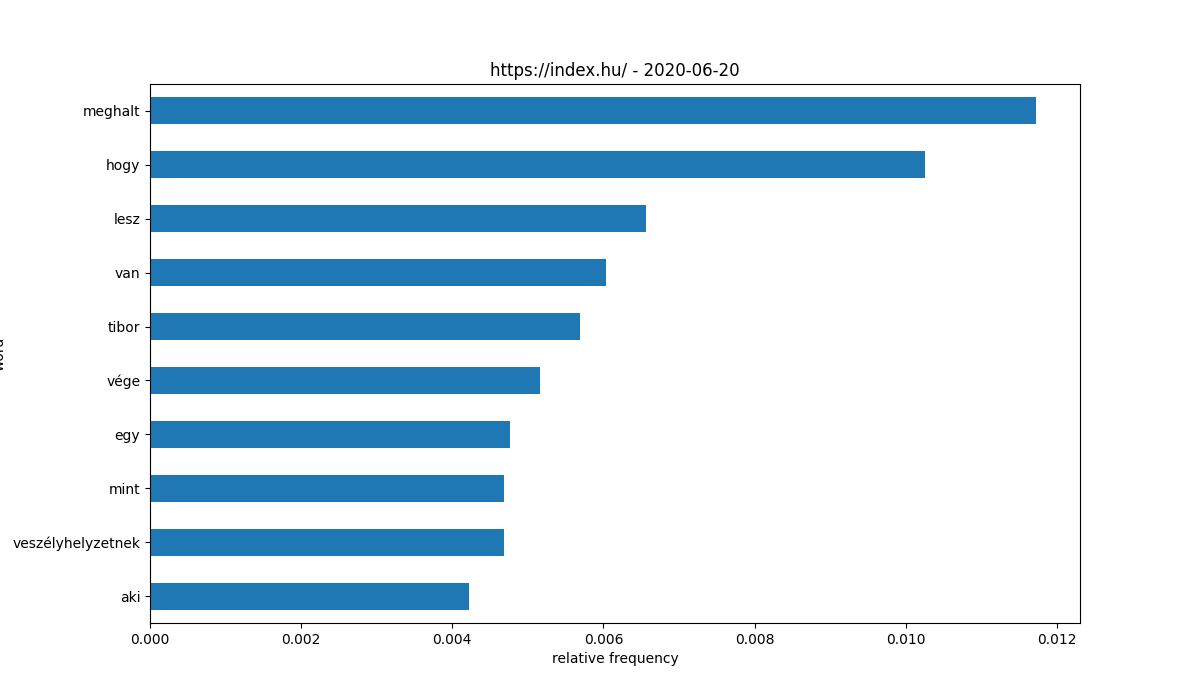 https://index.hu/ - 2020-06-20
meghalt
hogy
lesz
van
tibor
vége
egy
mint
veszélyhelyzetnek
aki
0.000 0.002 0.004 0.006 0.008 0.010 0.012
relative frequency